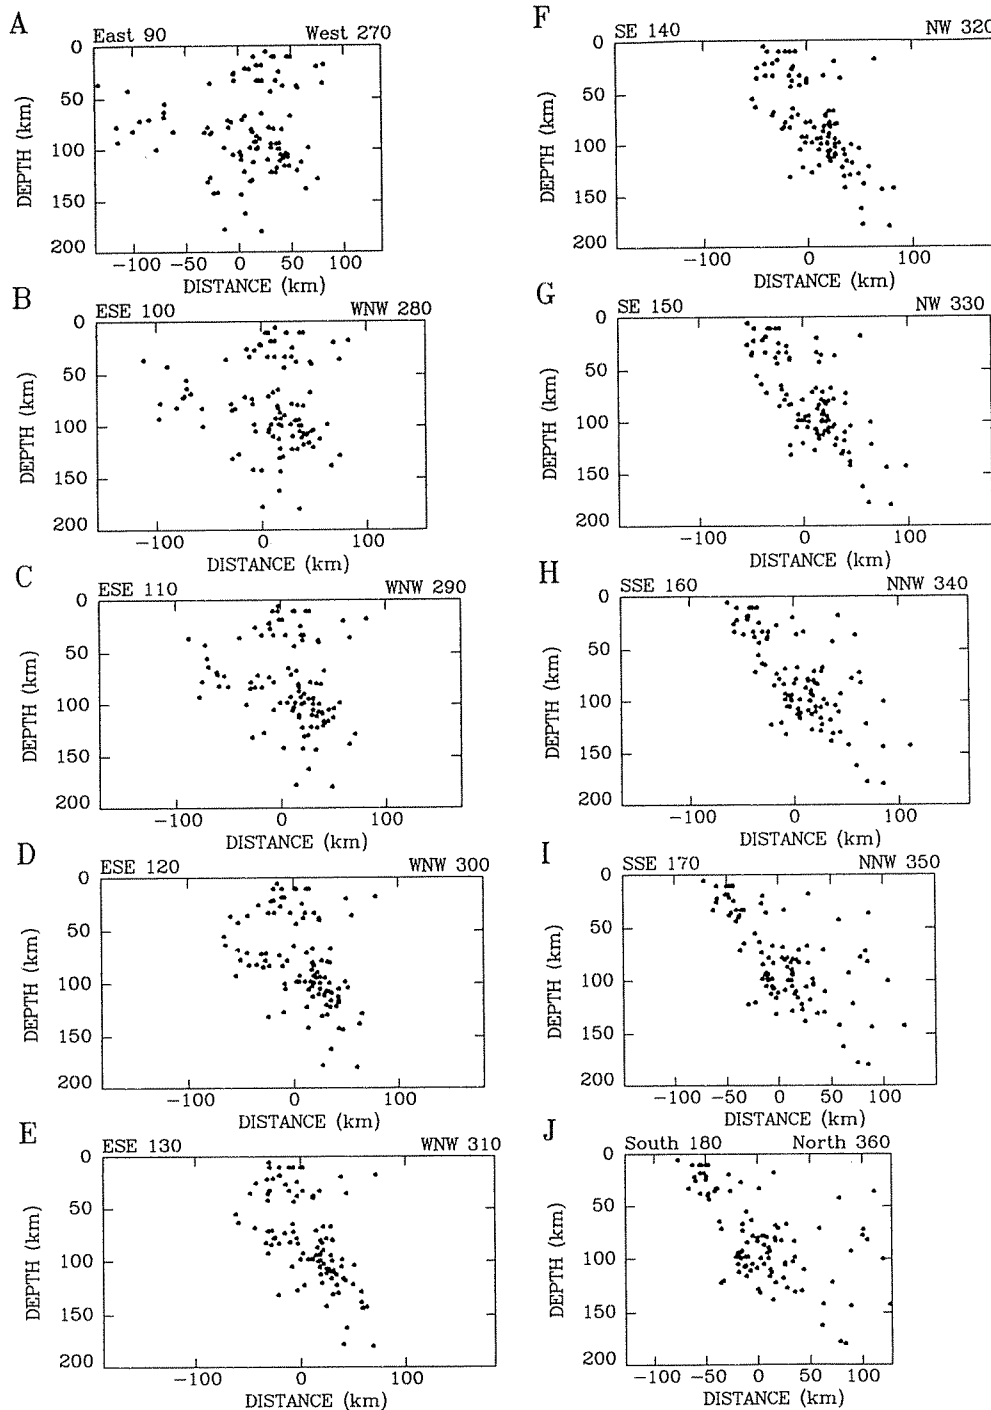 A
East 90 West 270
0
50
100
150
200
DEPTH (km)
−100 −50 0 50 100
DISTANCE (km)
B
ESE 100 WNW 280
0
50
100
150
200
DEPTH (km)
−100 0 100
DISTANCE (km)
C
ESE 110 WNW 290
0
50
100
150
200
DEPTH (km)
−100 0 100
DISTANCE (km)
D
ESE 120 WNW 300
0
50
100
150
200
DEPTH (km)
−100 0 100
DISTANCE (km)
E
ESE 130 WNW 310
0
50
100
150
200
DEPTH (km)
−100 0 100
DISTANCE (km)
F
SE 140 NW 320
0
50
100
150
200
DEPTH (km)
−100 0 100
DISTANCE (km)
G
SE 150 NW 330
0
50
100
150
200
DEPTH (km)
−100 0 100
DISTANCE (km)
H
SSE 160 NNW 340
0
50
100
150
200
DEPTH (km)
−100 0 100
DISTANCE (km)
I
SSE 170 NNW 350
0
50
100
150
200
DEPTH (km)
−100 −50 0 50 100
DISTANCE (km)
J
South 180 North 360
0
50
100
150
200
DEPTH (km)
−100 −50 0 50 100
DISTANCE (km)